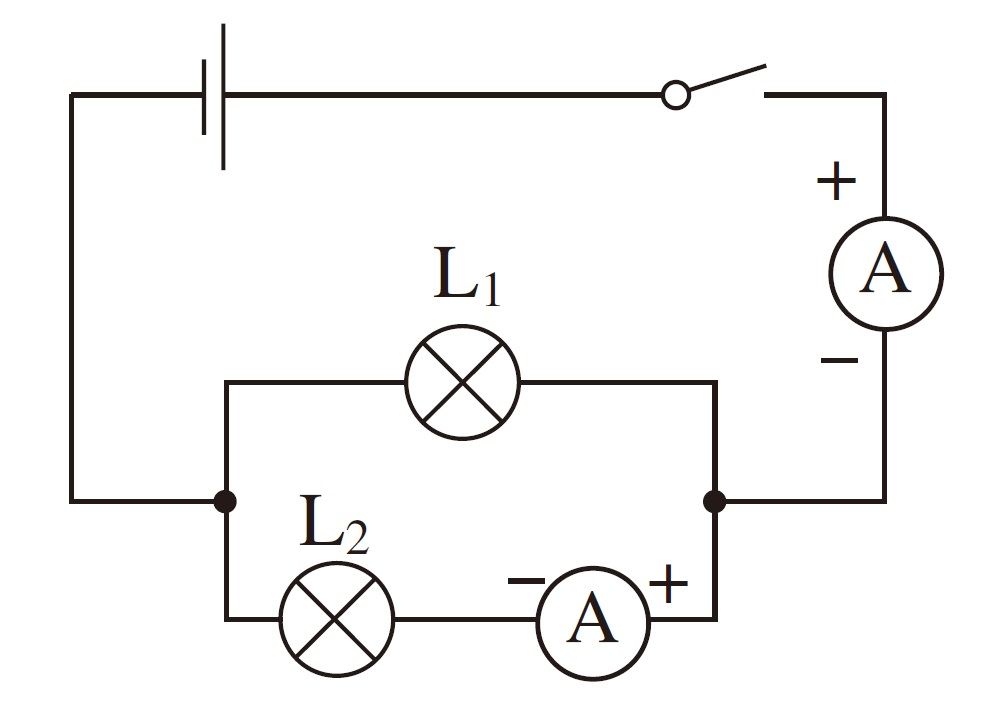 +
A
−
L₁
L₂
− A +